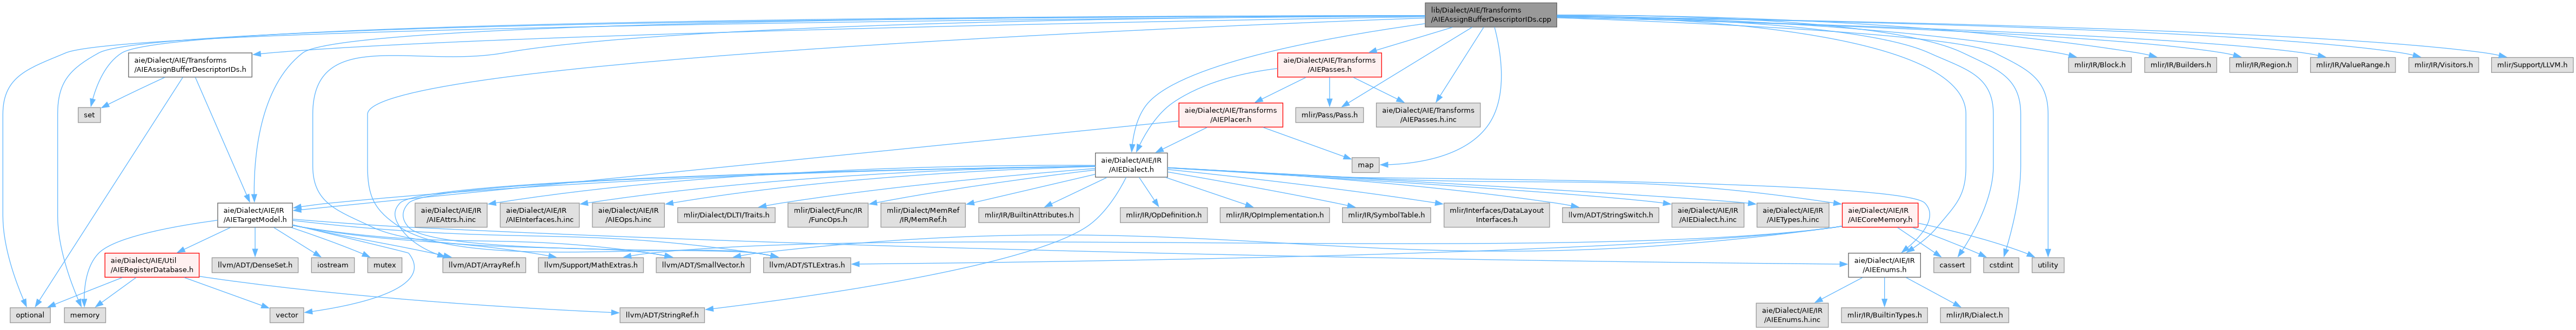 lib/Dialect/AIE/Transforms
/AIEAssignBufferDescriptorIDs.cpp
aie/Dialect/AIE/Transforms
/AIEAssignBufferDescriptorIDs.h
aie/Dialect/AIE/Transforms
/AIEPasses.h
mlir/IR/Block.h
mlir/IR/Builders.h
mlir/IR/Region.h
mlir/IR/ValueRange.h
mlir/IR/Visitors.h
mlir/Support/LLVM.h
set
aie/Dialect/AIE/Transforms
/AIEPlacer.h
mlir/Pass/Pass.h
aie/Dialect/AIE/Transforms
/AIEPasses.h.inc
aie/Dialect/AIE/IR
/AIEDialect.h
map
aie/Dialect/AIE/IR
/AIETargetModel.h
aie/Dialect/AIE/IR
/AIEAttrs.h.inc
aie/Dialect/AIE/IR
/AIEInterfaces.h.inc
aie/Dialect/AIE/IR
/AIEOps.h.inc
mlir/Dialect/DLTI/Traits.h
mlir/Dialect/Func/IR
/FuncOps.h
mlir/Dialect/MemRef
/IR/MemRef.h
mlir/IR/BuiltinAttributes.h
mlir/IR/OpDefinition.h
mlir/IR/OpImplementation.h
mlir/IR/SymbolTable.h
mlir/Interfaces/DataLayout
Interfaces.h
llvm/ADT/StringSwitch.h
aie/Dialect/AIE/IR
/AIEDialect.h.inc
aie/Dialect/AIE/IR
/AIETypes.h.inc
aie/Dialect/AIE/IR
/AIECoreMemory.h
aie/Dialect/AIE/Util
/AIERegisterDatabase.h
llvm/ADT/DenseSet.h
iostream
mutex
llvm/ADT/ArrayRef.h
llvm/Support/MathExtras.h
llvm/ADT/SmallVector.h
llvm/ADT/STLExtras.h
aie/Dialect/AIE/IR
/AIEEnums.h
cassert
cstdint
utility
optional
memory
vector
llvm/ADT/StringRef.h
aie/Dialect/AIE/IR
/AIEEnums.h.inc
mlir/IR/BuiltinTypes.h
mlir/IR/Dialect.h